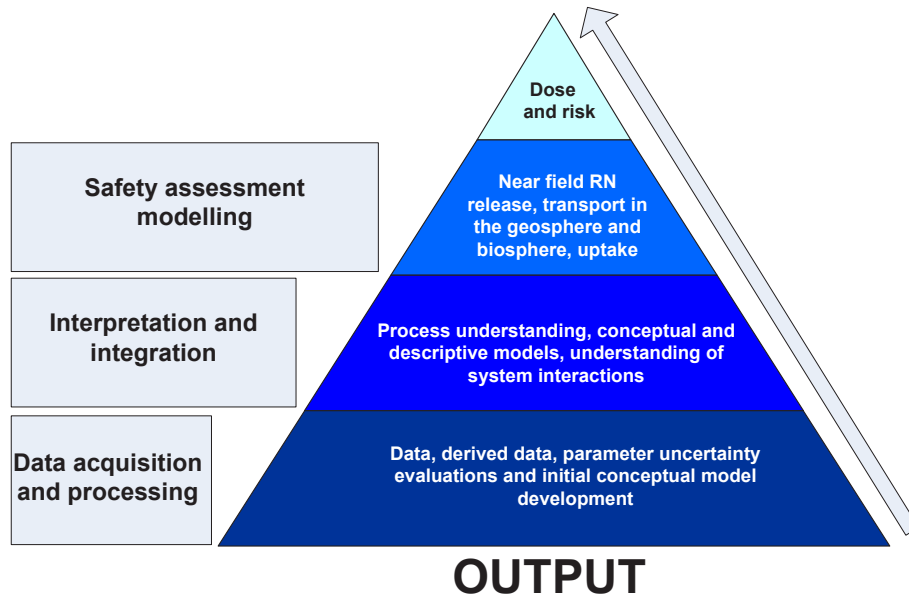 Dose
and risk
Safety assessment
modelling
Near field RN
release, transport in
the geosphere and
biosphere, uptake
Interpretation and
integration
Process understanding, conceptual and
descriptive models, understanding of
system interactions
Data acquisition
and processing
Data, derived data, parameter uncertainty
evaluations and initial conceptual model
development
OUTPUT